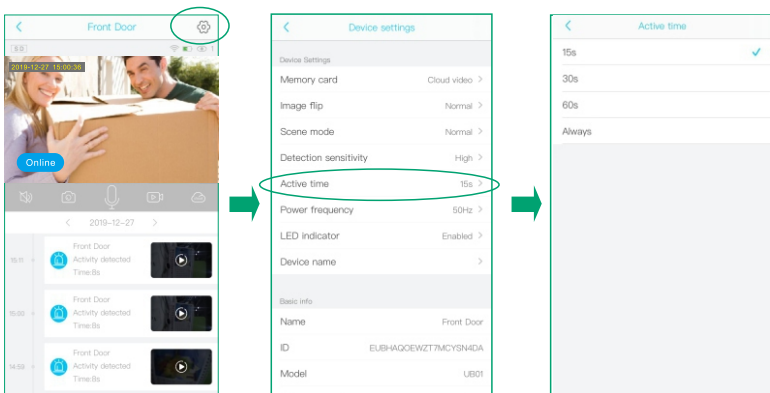 Front Door
2019-12-27 15:00:36
Online
2019-12-27
15:11
Front Door
Activity detected
Time:8s
15:00
Front Door
Activity detected
Time:8s
14:59
Front Door
Activity detected
Time:8s
Device settings
Device Settings
Memory card Cloud video
Image flip Normal
Scene mode Normal
Detection sensitivity High
Active time 15s
Power frequency 50Hz
LED indicator Enabled
Device name
Basic info
Name Front Door
ID EUBHAQOEWZT7MCYSN4DA
Model UB01
Active time
15s
30s
60s
Always